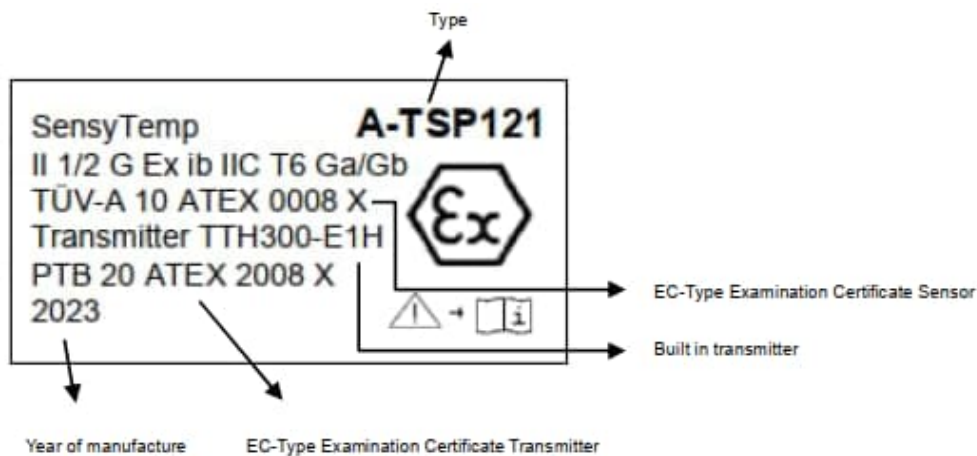 Type
A-TSP121
SensyTemp
II 1/2 G Ex ib IIC T6 Ga/Gb
TÜV-A 10 ATEX 0008 X
Transmitter TTH300-E1H
PTB 20 ATEX 2008 X
2023
Ex
i
EC-Type Examination Certificate Sensor
Built in transmitter
Year of manufacture
EC-Type Examination Certificate Transmitter